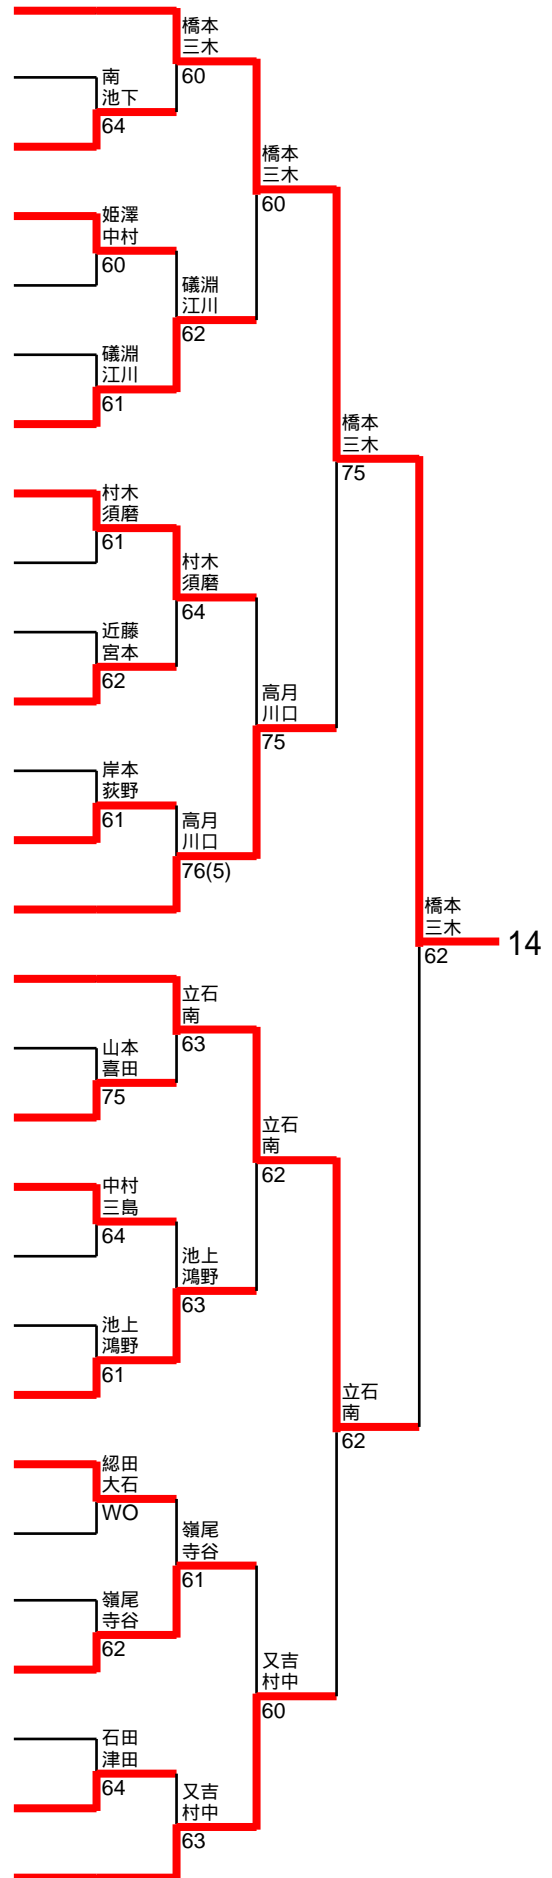 橋本
三木
60
南
池下
64
橋本
三木
60
姫澤
中村
60
礒淵
江川
62
礒淵
江川
61
橋本
三木
75
村木
須磨
61
村木
須磨
64
近藤
宮本
62
高月
川口
75
岸本
荻野
61
高月
川口
76(5)
橋本
三木
62
14
立石
南
63
山本
喜田
75
立石
南
62
中村
三島
64
池上
鴻野
63
池上
鴻野
61
立石
南
62
綛田
大石
WO
嶺尾
寺谷
61
嶺尾
寺谷
62
又吉
村中
60
石田
津田
64
又吉
村中
63